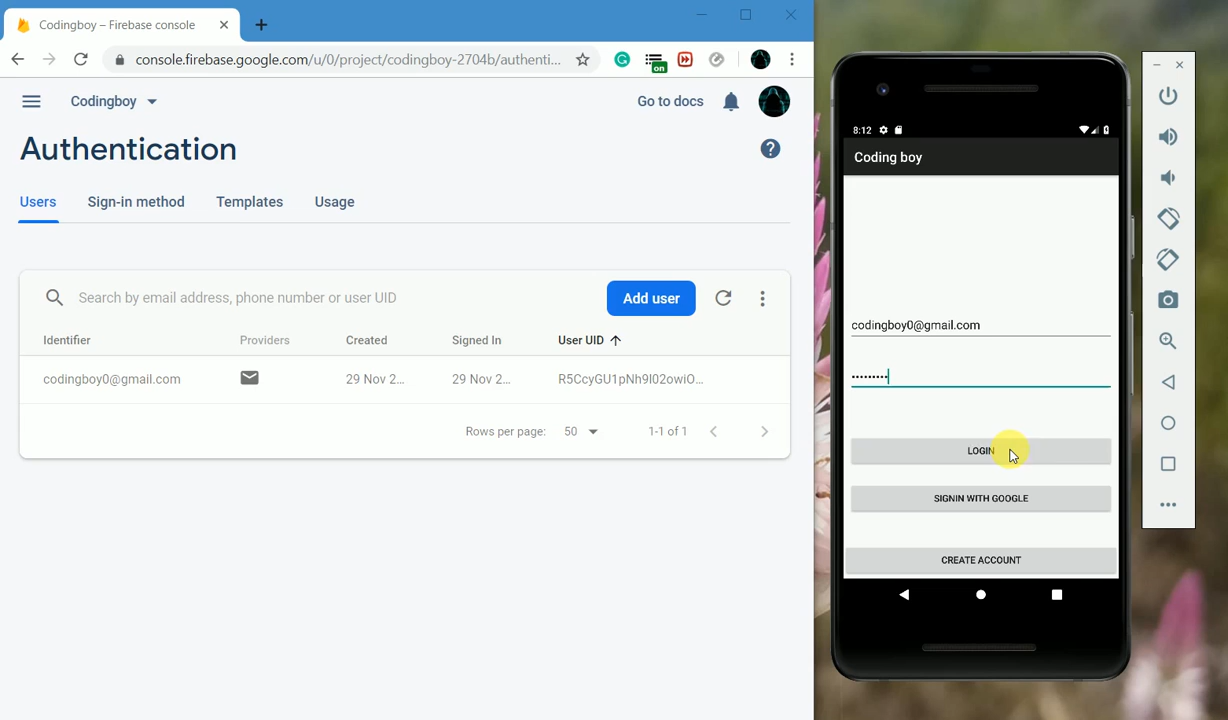 Codingboy – Firebase console
console.firebase.google.com/u/0/project/codingboy-2704b/authenti...
on
Codingboy
Go to docs
Authentication
?
Users Sign-in method Templates Usage
Search by email address, phone number or user UID
Add user
Identifier Providers Created Signed In User UID
codingboy0@gmail.com 29 Nov 2... 29 Nov 2... R5CcyGU1pNh9I02owiO...
Rows per page: 50 1-1 of 1
8:12
Coding boy
codingboy0@gmail.com
.........
LOGIN
SIGNIN WITH GOOGLE
CREATE ACCOUNT